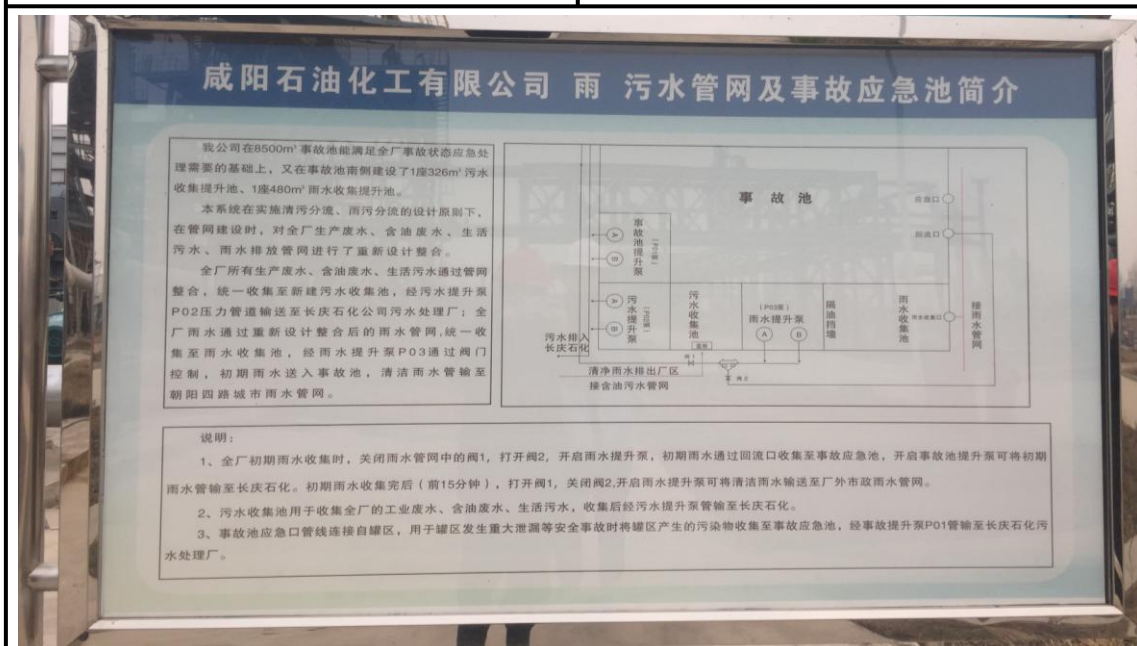 咸阳石油化工有限公司 雨 污水管网及事故应急池简介
我公司在8500m³事故池能满足全厂事故状态应急处
理需要的基础上，又在事故池南侧建设了1座326m³污水
收集提升池、1座480m³雨水收集提升池。
本系统在实施清污分流、雨污分流的设计原则下，
在管网建设时，对全厂生产废水、含油废水、生活
污水、雨水排放管网进行了重新设计整合。
全厂所有生产废水、含油废水、生活污水通过管网
整合，统一收集至新建污水收集池，经污水提升泵
P02压力管道输送至长庆石化公司污水处理厂；全
厂雨水通过重新设计整合后的雨水管网，统一收
集至雨水收集池，经雨水提升泵P03通过阀门
控制，初期雨水送入事故池，清洁雨水管输至
朝阳四路城市雨水管网。
事故池
应急口
回流口
事故池提升泵
（P01泵）
A
B
污水提升泵
（P02泵）
A
B
污水收集池
（P03泵）
雨水提升泵
A
B
隔油挡墙
雨水收集池
雨水收集口
接雨水管网
污水排入
长庆石化
阀1
阀2
清净雨水排出厂区
接含油污水管网
说明：
1、全厂初期雨水收集时，关闭雨水管网中的阀1，打开阀2，开启雨水提升泵，初期雨水通过回流口收集至事故应急池，开启事故池提升泵可将初期
雨水管输至长庆石化。初期雨水收集完后（前15分钟），打开阀1，关闭阀2,开启雨水提升泵可将清洁雨水输送至厂外市政雨水管网。
2、污水收集池用于收集全厂的工业废水、含油废水、生活污水，收集后经污水提升泵管输至长庆石化。
3、事故池应急口管线连接自罐区，用于罐区发生重大泄漏等安全事故时将罐区产生的污染物收集至事故应急池，经事故提升泵P01管输至长庆石化污
水处理厂。